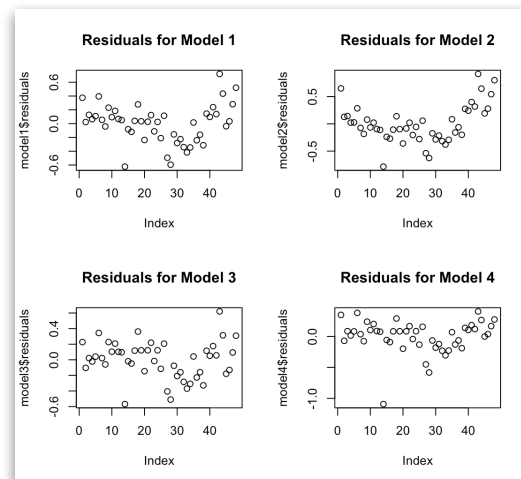 Residuals for Model 1
model1$residuals
0.6
0.0
-0.6
0 10 20 30 40
Index
Residuals for Model 2
model2$residuals
0.5
-0.5
0 10 20 30 40
Index
Residuals for Model 3
model3$residuals
0.4
0.0
-0.6
0 10 20 30 40
Index
Residuals for Model 4
model4$residuals
0.0
-1.0
0 10 20 30 40
Index